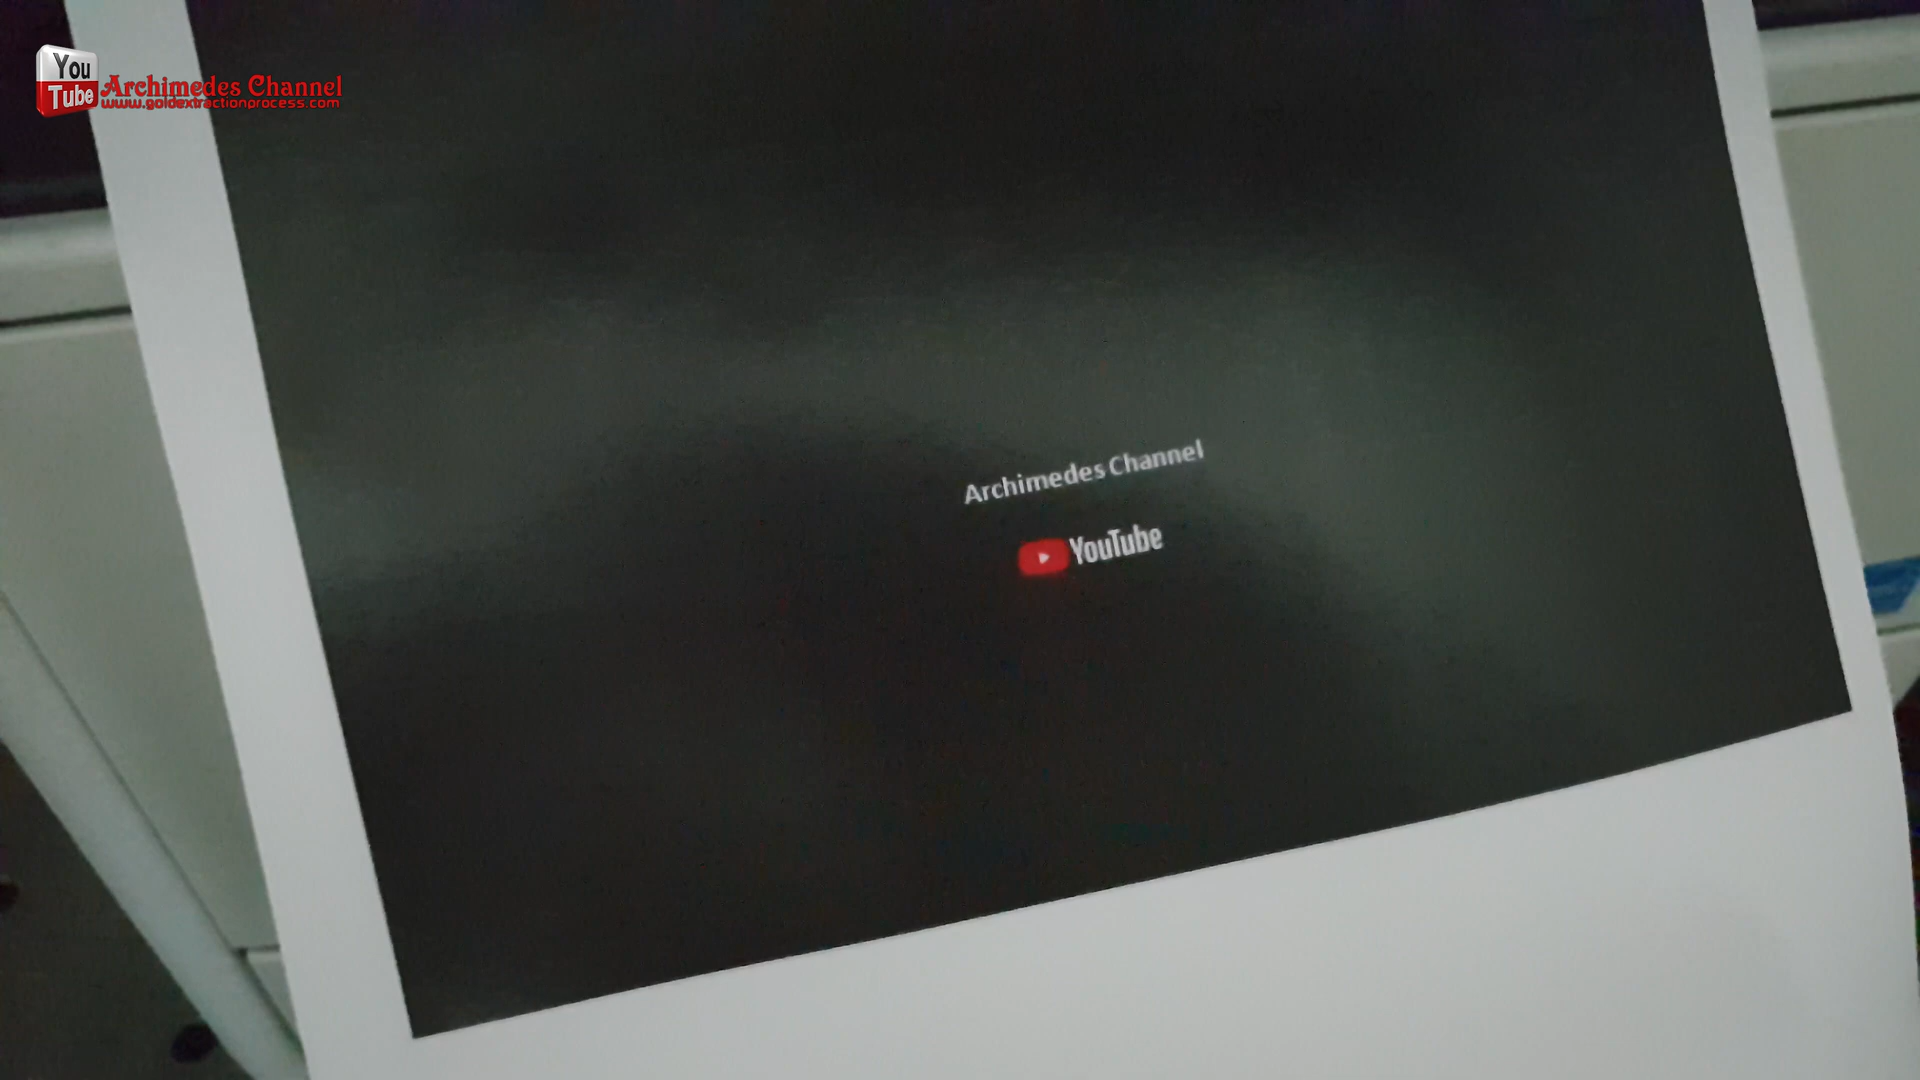 You
Tube
Archimedes Channel
www.goldextractionprocess.com
Archimedes Channel
YouTube